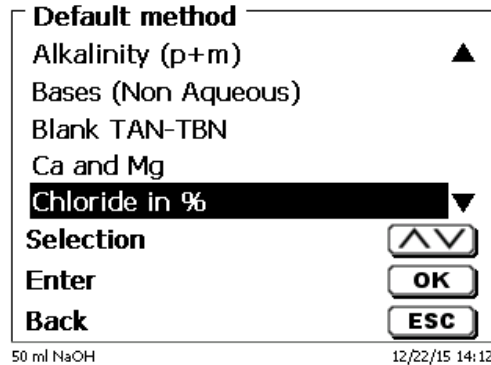 Default method
Alkalinity (p+m)
Bases (Non Aqueous)
Blank TAN-TBN
Ca and Mg
Chloride in %
Selection
Enter OK
Back ESC
50 ml NaOH 12/22/15 14:12